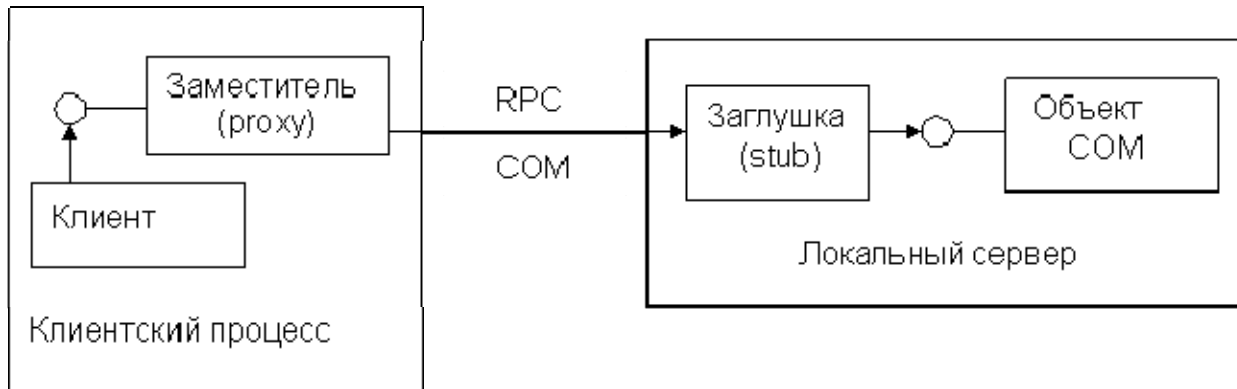 Заместитель
(proxy)
Клиент
Клиентский процесс
RPC
COM
Заглушка
(stub)
Объект
COM
Локальный сервер